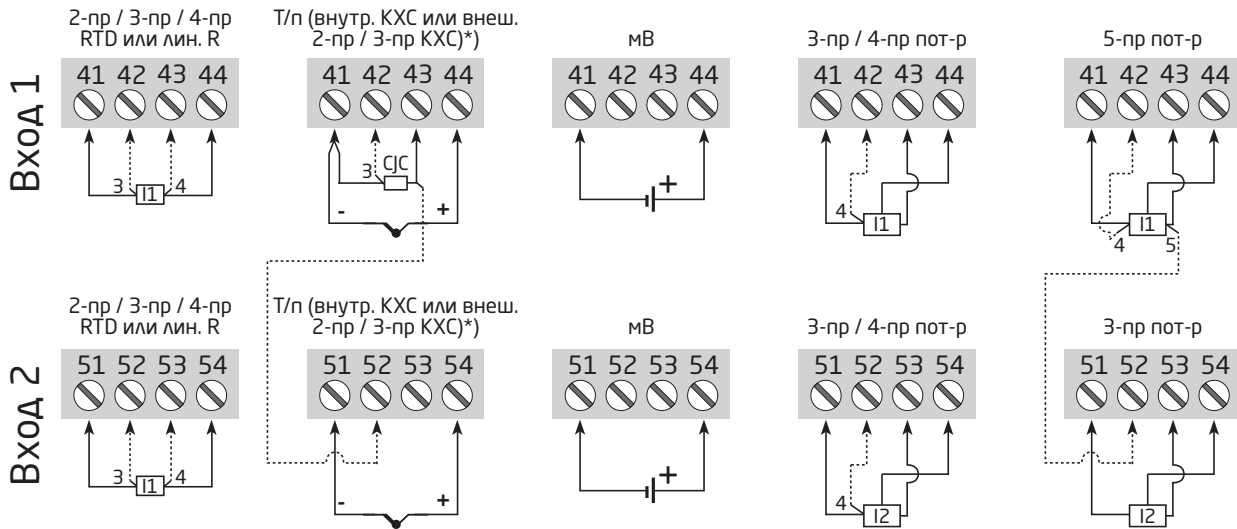 Вход 1
2-пр / 3-пр / 4-пр
RTD или лин. R
41 42 43 44
3 I1 4
Т/п (внутр. КХС или внеш.
2-пр / 3-пр КХС)*)
41 42 43 44
3 CJC
- +
мВ
41 42 43 44
+
3-пр / 4-пр пот-р
41 42 43 44
4 I1
5-пр пот-р
41 42 43 44
I1
4 5
Вход 2
2-пр / 3-пр / 4-пр
RTD или лин. R
51 52 53 54
3 I1 4
Т/п (внутр. КХС или внеш.
2-пр / 3-пр КХС)*)
51 52 53 54
- +
мВ
51 52 53 54
+
3-пр / 4-пр пот-р
51 52 53 54
4 I2
3-пр пот-р
51 52 53 54
I2